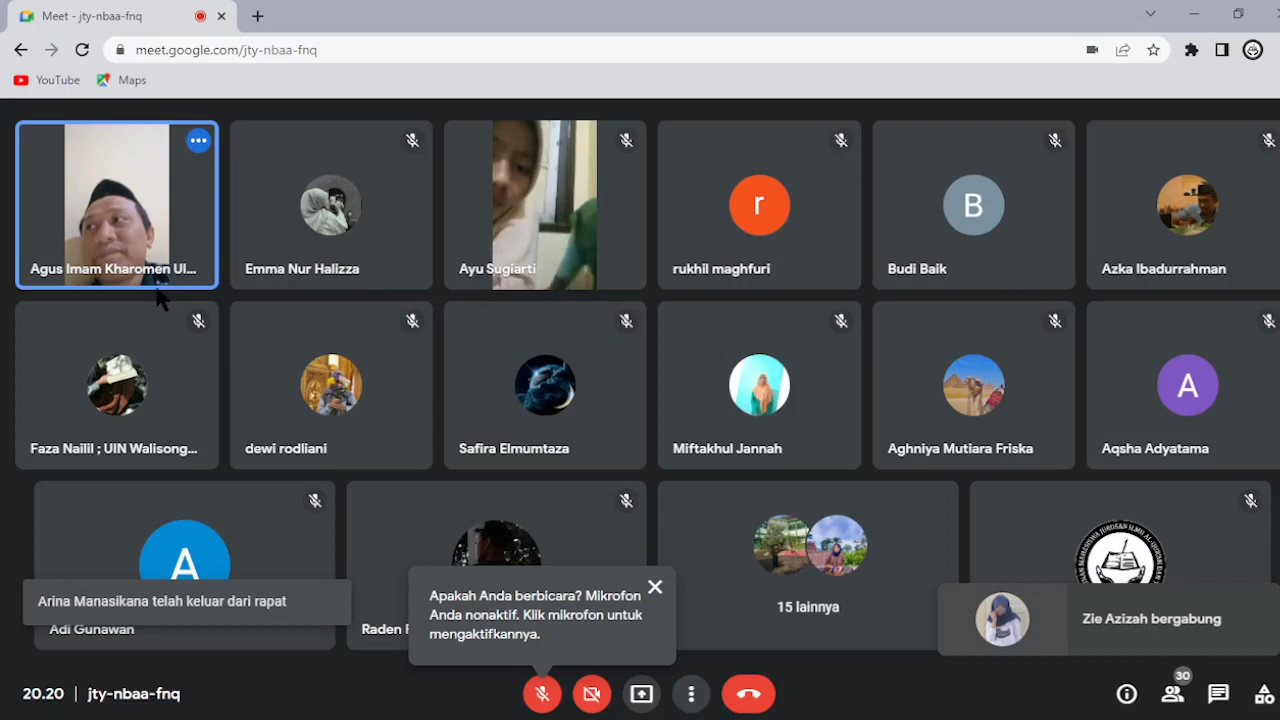 Meet - jty-nbaa-fnq
meet.google.com/jty-nbaa-fnq
YouTube
Maps
Agus Imam Kharomen UI...
Emma Nur Halizza
Ayu Sugiarti
r
rukhil maghfuri
B
Budi Baik
Azka Ibadurrahman
Faza Nailil ; UIN Walisong...
dewi rodliani
Safira Elmumtaza
Miftakhul Jannah
Aghniya Mutiara Friska
A
Aqsha Adyatama
A
Adi Gunawan
Arina Manasikana telah keluar dari rapat
Raden
Apakah Anda berbicara? Mikrofon
Anda nonaktif. Klik mikrofon untuk
mengaktifkannya.
15 lainnya
Zie Azizah bergabung
20.20 | jty-nbaa-fnq
30